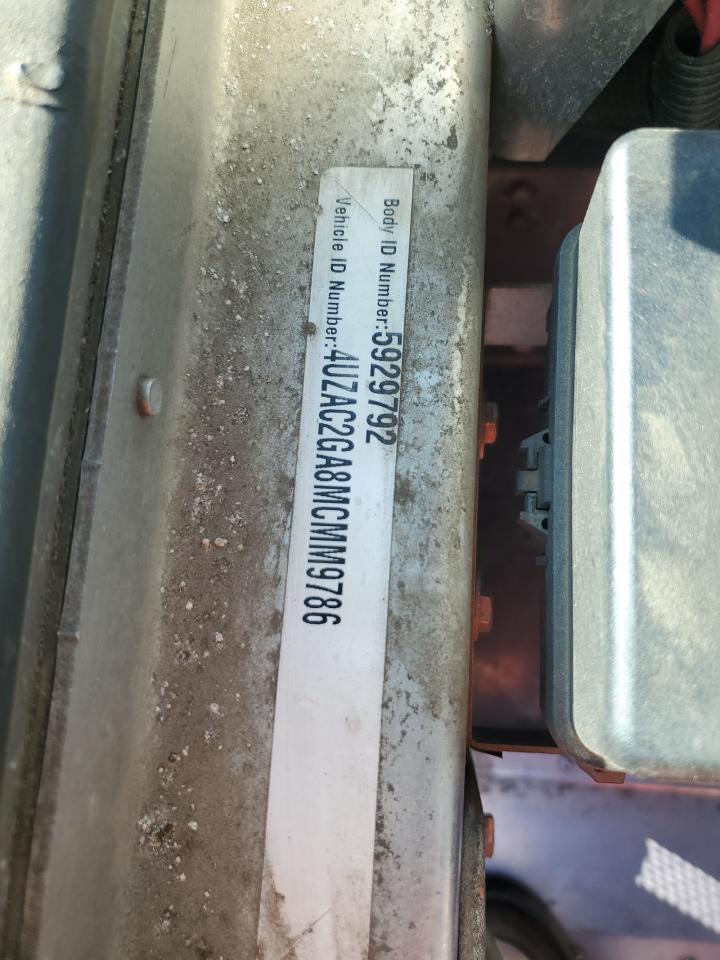 Body ID Number:5929792
Vehicle ID Number:4UZAC2GA8MCMM9786